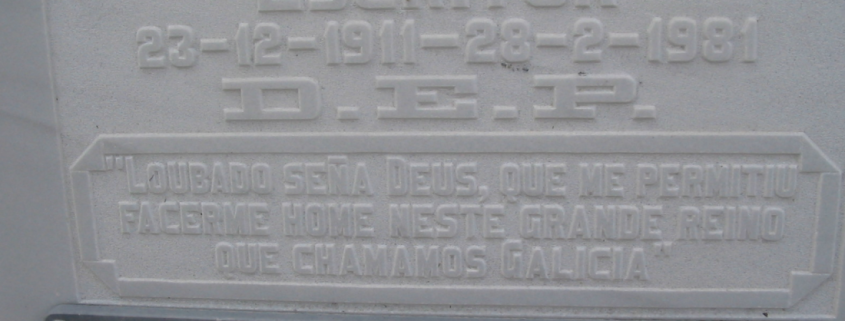 ESCRITOR
23-12-1911-28-2-1981
D.E.P.
"LOUBADO SEÑA DEUS, QUE ME PERMITIU
FACERME HOME NESTE GRANDE REINO
QUE CHAMAMOS GALICIA"